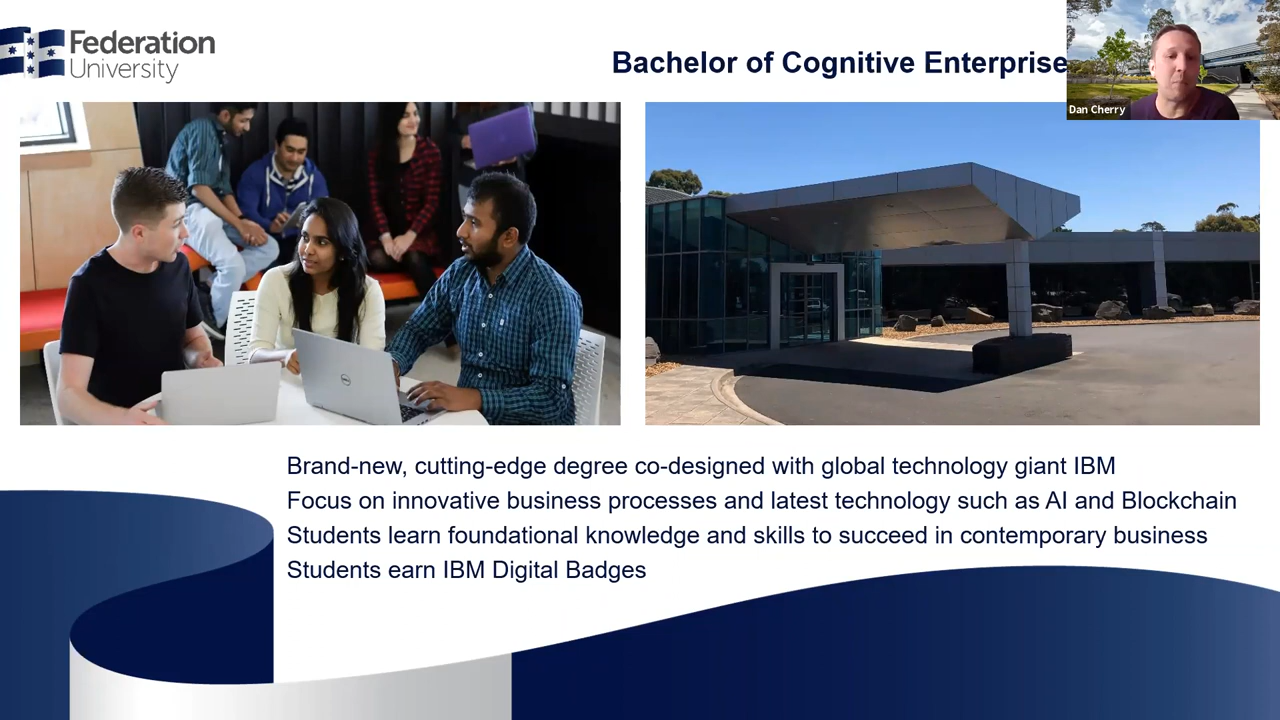 Federation
University
Bachelor of Cognitive Enterprise
Dan Cherry
DELL
Brand-new, cutting-edge degree co-designed with global technology giant IBM
Focus on innovative business processes and latest technology such as AI and Blockchain
Students learn foundational knowledge and skills to succeed in contemporary business
Students earn IBM Digital Badges